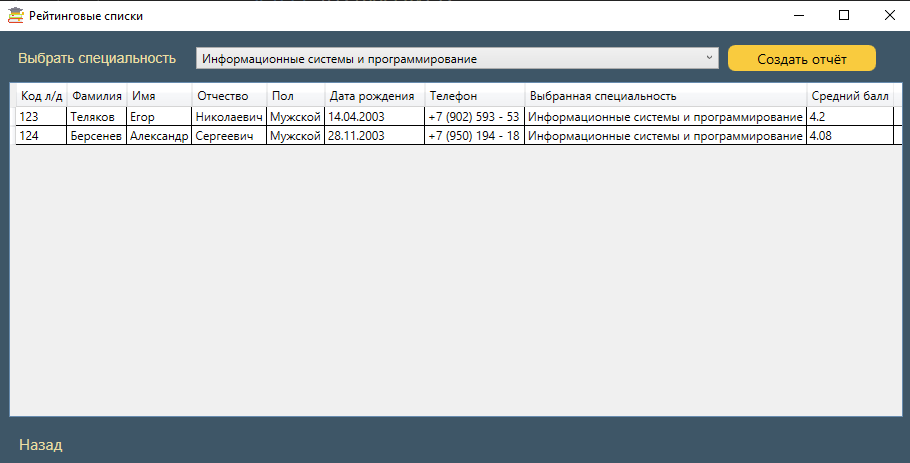 Рейтинговые списки
Выбрать специальность Информационные системы и программирование Создать отчёт
Код л/д Фамилия Имя Отчество Пол Дата рождения Телефон Выбранная специальность Средний балл
123 Теляков Егор Николаевич Мужской 14.04.2003 +7 (902) 593 - 53 Информационные системы и программирование 4.2
124 Берсенев Александр Сергеевич Мужской 28.11.2003 +7 (950) 194 - 18 Информационные системы и программирование 4.08
Назад